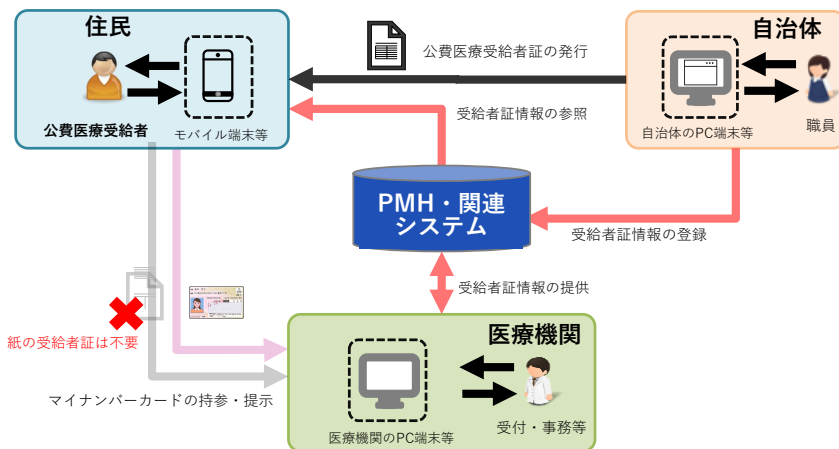 住民
公費医療受給者
モバイル端末等
公費医療受給者証の発行
自治体
自治体のPC端末等
職員
受給者証情報の参照
PMH・関連
システム
受給者証情報の登録
受給者証情報の提供
紙の受給者証は不要
マイナンバーカードの持参・提示
医療機関
医療機関のPC端末等
受付・事務等